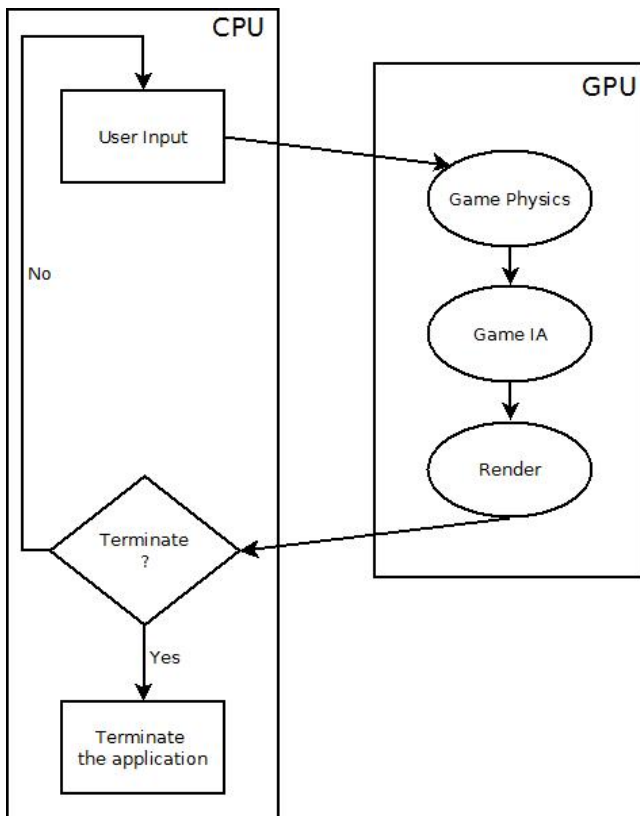 CPU
GPU
User Input
Game Physics
No
Game IA
Render
Terminate
?
Yes
Terminate
the application